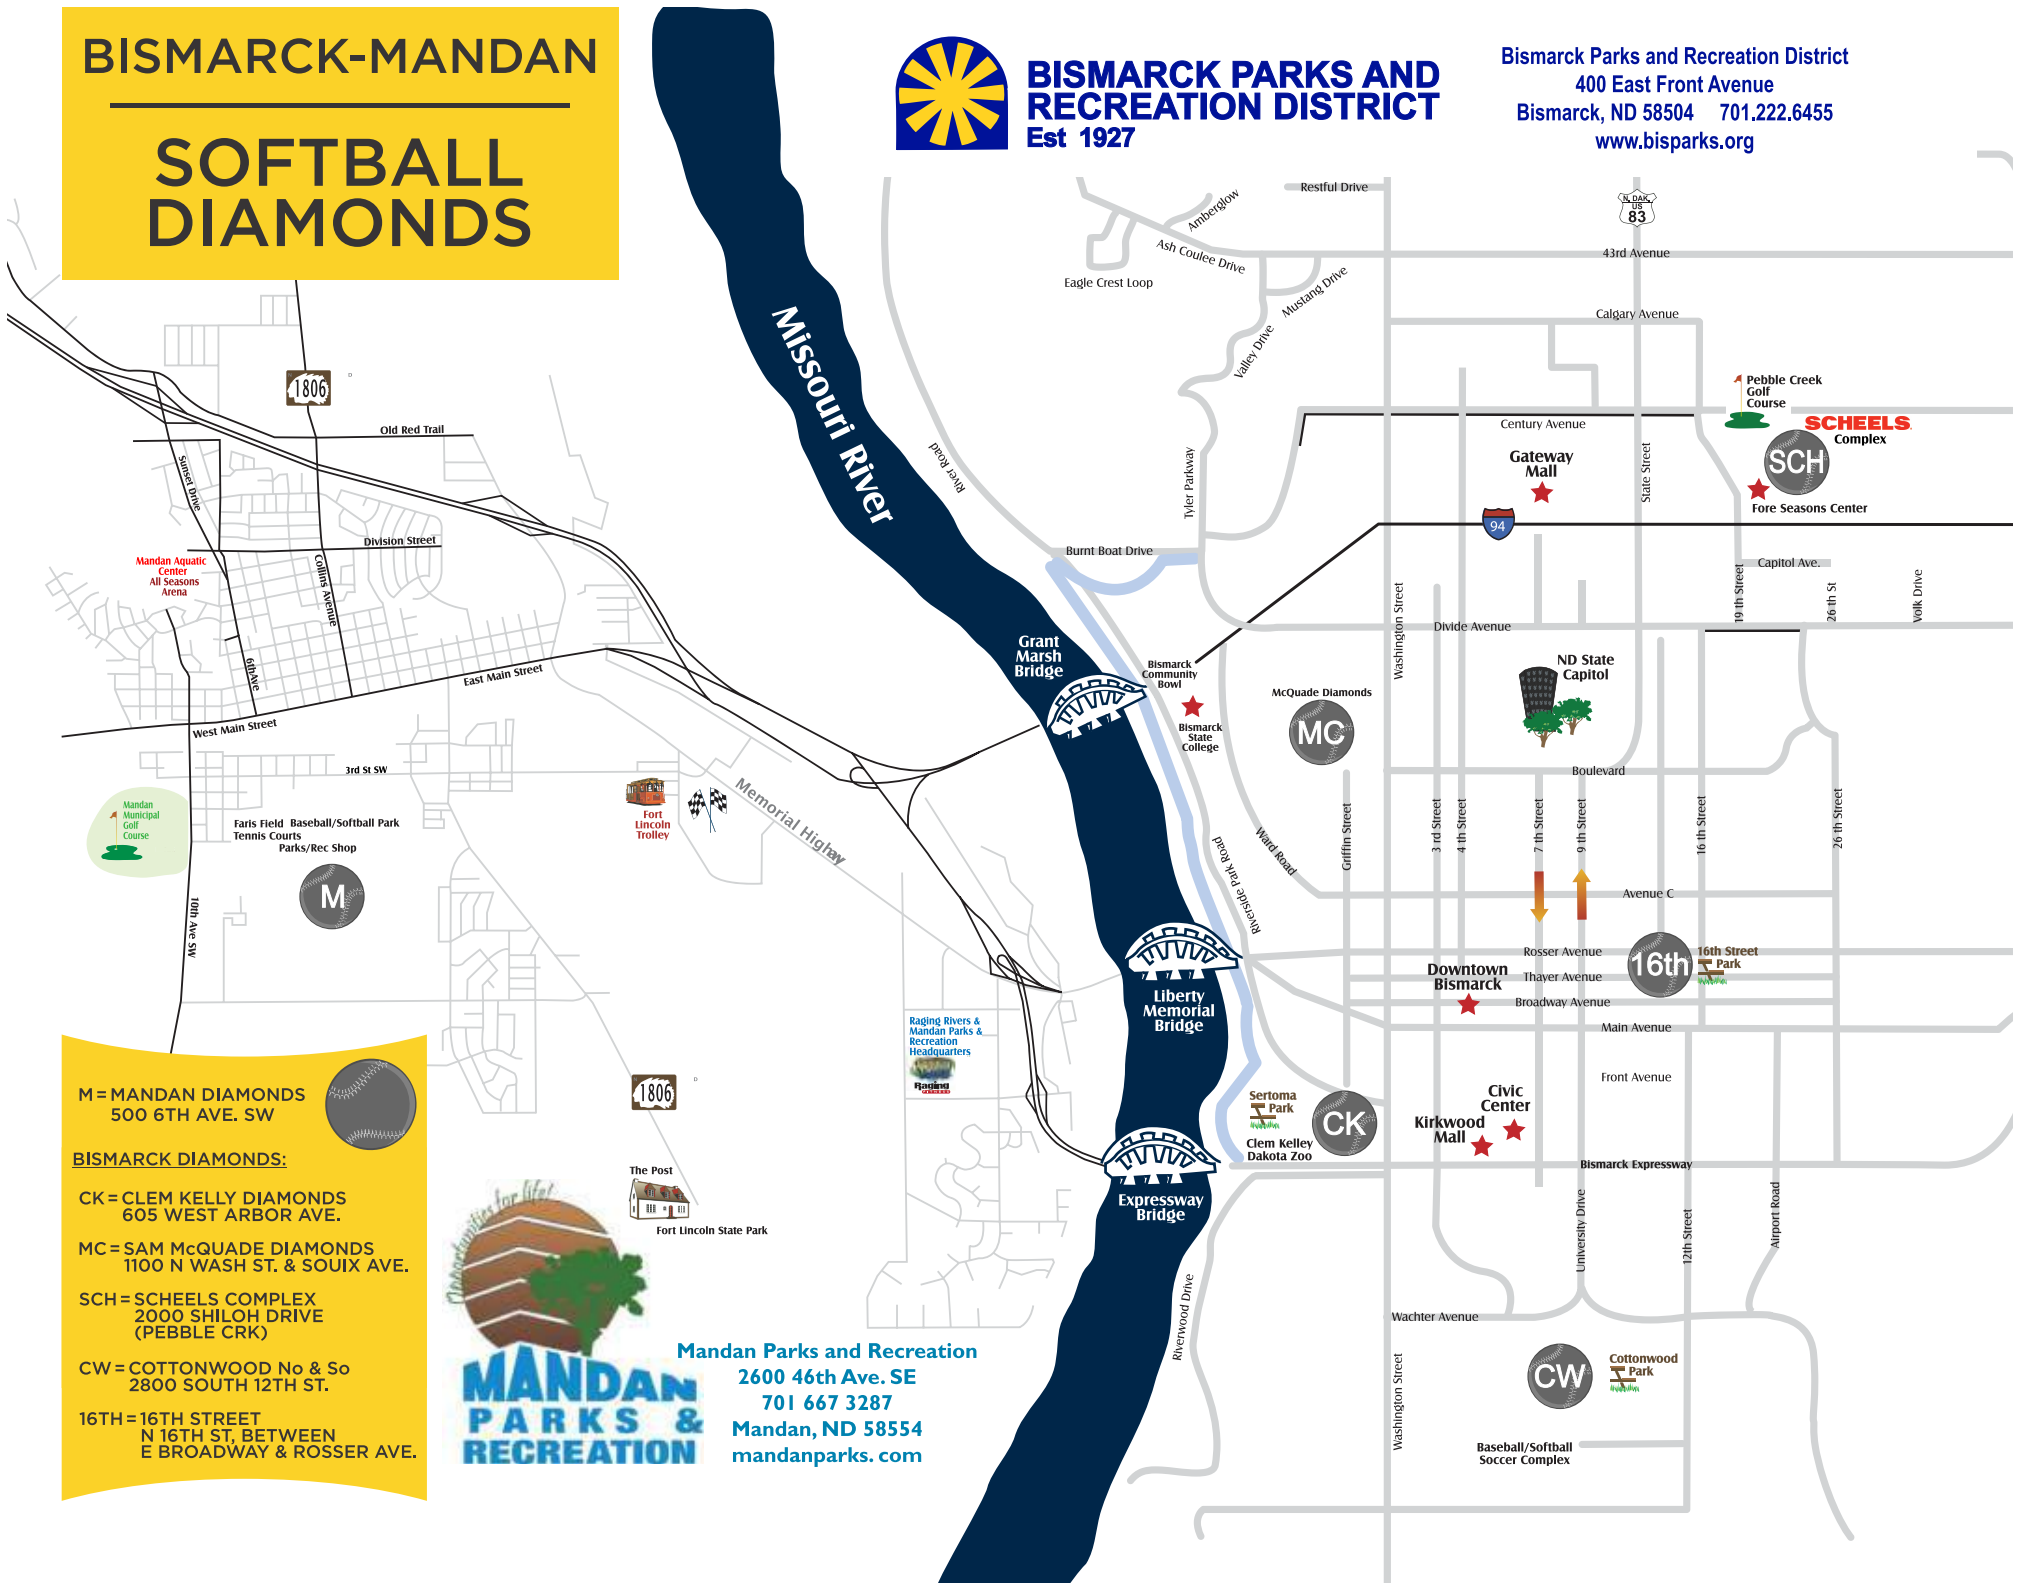 BISMARCK-MANDAN
SOFTBALL
DIAMONDS
BISMARCK PARKS AND
RECREATION DISTRICT
Est 1927
Bismarck Parks and Recreation District
400 East Front Avenue
Bismarck, ND 58504 701.222.6455
www.bisparks.org
Restful Drive
Amberglow
N. DAK.
US
83
Ash Coulee Drive
43rd Avenue
Eagle Crest Loop
Mustang Drive
Calgary Avenue
Valley Drive
Missouri River
1806
Old Red Trail
Sunset Drive
Pebble Creek
Golf
Course
SCHEELS
Complex
SCH
Century Avenue
Gateway
Mall
State Street
River Road
Tyler Parkway
Fore Seasons Center
94
Division Street
Collins Avenue
Mandan Aquatic
Center
All Seasons
Arena
Burnt Boat Drive
Capitol Ave.
Washington Street
19 th Street
26 th St
Volk Drive
Divide Avenue
Grant
Marsh
Bridge
Bismarck
Community
Bowl
ND State
Capitol
McQuade Diamonds
MC
Bismarck
State
College
6thAve
East Main Street
West Main Street
3rd St SW
Boulevard
Memorial Highwy
Fort
Lincoln
Trolley
Mandan
Municipal
Golf
Course
Faris Field Baseball/Softball Park
Tennis Courts
Parks/Rec Shop
M
10th Ave SW
Riverside Park Road
Ward Road
Griffin Street
3 rd Street
4 th Street
7 th Street
9 th Street
16 th Street
26 th Street
Avenue C
Rosser Avenue
16th
16th Street
Park
Downtown
Bismarck
Thayer Avenue
Broadway Avenue
Main Avenue
Liberty
Memorial
Bridge
Raging Rivers &
Mandan Parks &
Recreation
Headquarters
Raging
1806
Front Avenue
Sertoma
Park
CK
Clem Kelley
Dakota Zoo
Civic
Center
Kirkwood
Mall
Bismarck Expressway
Expressway
Bridge
The Post
Fort Lincoln State Park
University Drive
12th Street
Airport Road
Riverwood Drive
Wachter Avenue
Washington Street
CW
Cottonwood
Park
Baseball/Softball
Soccer Complex
M = MANDAN DIAMONDS
500 6TH AVE. SW
BISMARCK DIAMONDS:
CK = CLEM KELLY DIAMONDS
605 WEST ARBOR AVE.
MC = SAM McQUADE DIAMONDS
1100 N WASH ST. & SOUIX AVE.
SCH = SCHEELS COMPLEX
2000 SHILOH DRIVE
(PEBBLE CRK)
CW = COTTONWOOD No & So
2800 SOUTH 12TH ST.
16TH = 16TH STREET
N 16TH ST, BETWEEN
E BROADWAY & ROSSER AVE.
Opportunities for life!
MANDAN
PARKS &
RECREATION
Mandan Parks and Recreation
2600 46th Ave. SE
701 667 3287
Mandan, ND 58554
mandanparks. com